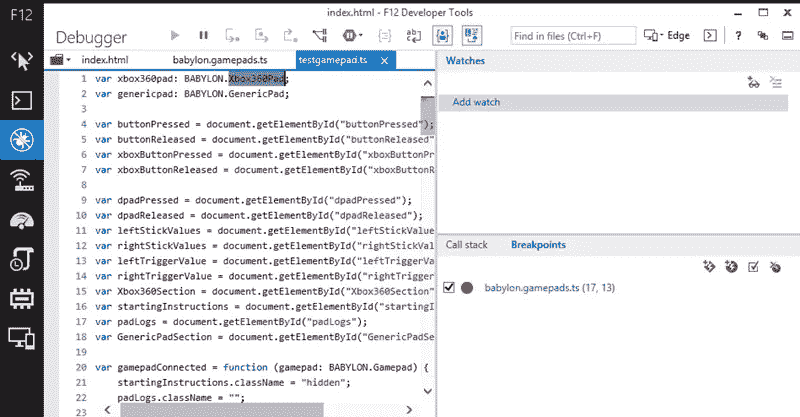 index.html - F12 Developer Tools
F12
Debugger
Find in files (Ctrl+F)
Edge
?
index.html
babylon.gamepads.ts
testgamepad.ts
1 var xbox360pad: BABYLON.Xbox360Pad;
2 var genericpad: BABYLON.GenericPad;
3
4 var buttonPressed = document.getElementById("buttonPressed");
5 var buttonReleased = document.getElementById("buttonReleased"
6 var xboxButtonPressed = document.getElementById("xboxButtonPr
7 var xboxButtonReleased = document.getElementById("xboxButtonR
8
9 var dpadPressed = document.getElementById("dpadPressed");
10 var dpadReleased = document.getElementById("dpadReleased");
11 var leftStickValues = document.getElementById("leftStickValue
12 var rightStickValues = document.getElementById("rightStickVal
13 var leftTriggerValue = document.getElementById("leftTriggerVa
14 var rightTriggerValue = document.getElementById("rightTrigger
15 var Xbox360Section = document.getElementById("Xbox360Section"
16 var startingInstructions = document.getElementById("startingI
17 var padLogs = document.getElementById("padLogs");
18 var GenericPadSection = document.getElementById("GenericPadSe
19
20 var gamepadConnected = function (gamepad: BABYLON.Gamepad) {
21 startingInstructions.className = "hidden";
22 padLogs.className = "";
23
Watches
Add watch
Call stack
Breakpoints
babylon.gamepads.ts (17, 13)